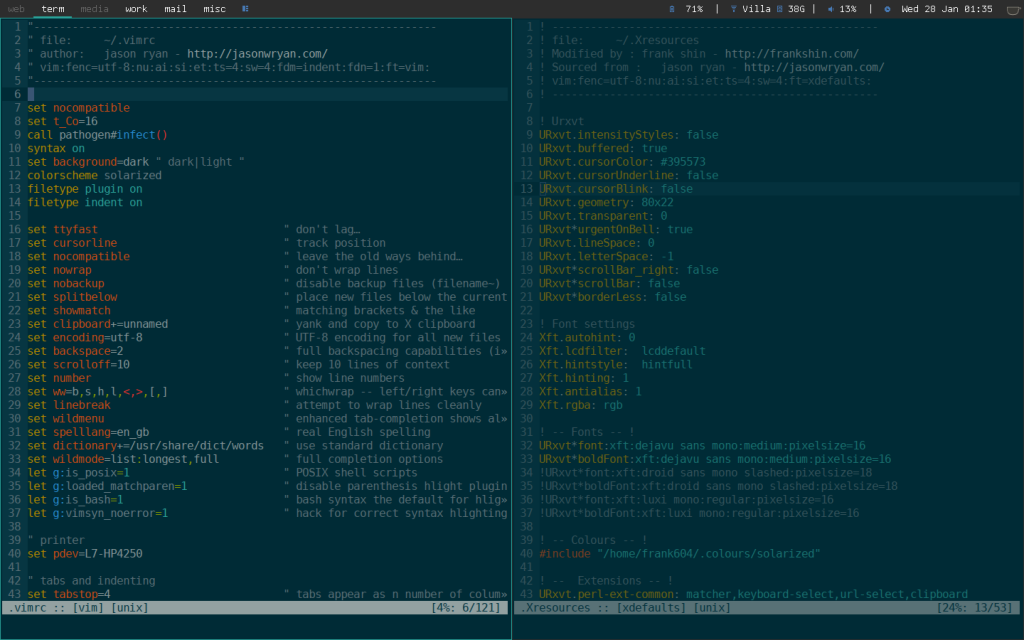 web term media work mail misc 71% | Villa 30G | 13% | Wed 28 Jan 01:35
1 "---------------------------------------------------------------
2 " file:     ~/.vimrc
3 " author:   jason ryan - http://jasonwryan.com/
4 " vim:fenc=utf-8:nu:ai:si:et:ts=4:sw=4:fdm=indent:fdn=1:ft=vim:
5 "---------------------------------------------------------------
6
7 set nocompatible
8 set t_Co=16
9 call pathogen#infect()
10 syntax on
11 set background=dark " dark|light "
12 colorscheme solarized
13 filetype plugin on
14 filetype indent on
15
16 set ttyfast " don't lag…
17 set cursorline " track position
18 set nocompatible " leave the old ways behind…
19 set nowrap " don't wrap lines
20 set nobackup " disable backup files (filename~)
21 set splitbelow " place new files below the current
22 set showmatch " matching brackets & the like
23 set clipboard+=unnamed " yank and copy to X clipboard
24 set encoding=utf-8 " UTF-8 encoding for all new files
25 set backspace=2 " full backspacing capabilities (i»
26 set scrolloff=10 " keep 10 lines of context
27 set number " show line numbers
28 set ww=b,s,h,l,<,>,[,] " whichwrap -- left/right keys can»
29 set linebreak " attempt to wrap lines cleanly
30 set wildmenu " enhanced tab-completion shows al»
31 set spelllang=en_gb " real English spelling
32 set dictionary+=/usr/share/dict/words " use standard dictionary
33 set wildmode=list:longest,full " full completion options
34 let g:is_posix=1 " POSIX shell scripts
35 let g:loaded_matchparen=1 " disable parenthesis hlight plugin
36 let g:is_bash=1 " bash syntax the default for hlig»
37 let g:vimsyn_noerror=1 " hack for correct syntax hlighting
38
39 " printer
40 set pdev=L7-HP4250
41
42 " tabs and indenting
43 set tabstop=4 " tabs appear as n number of colum»
.vimrc :: [vim] [unix] [4%: 6/121]
1 ! ---------------------------------------------------
2 ! file:     ~/.Xresources
3 ! Modified by : frank shin - http://frankshin.com/
4 ! Sourced from :   jason ryan - http://jasonwryan.com/
5 ! vim:fenc=utf-8:nu:ai:si:et:ts=4:sw=4:ft=xdefaults:
6 ! ---------------------------------------------------
7
8 ! Urxvt
9 URxvt.intensityStyles: false
10 URxvt.buffered: true
11 URxvt.cursorColor: #395573
12 URxvt.cursorUnderline: false
13 URxvt.cursorBlink: false
14 URxvt.geometry: 80x22
15 URxvt.transparent: 0
16 URxvt*urgentOnBell: true
17 URxvt.lineSpace: 0
18 URxvt.letterSpace: -1
19 URxvt*scrollBar_right: false
20 URxvt*scrollBar: false
21 URxvt*borderLess: false
22
23 ! Font settings
24 Xft.autohint: 0
25 Xft.lcdfilter:  lcddefault
26 Xft.hintstyle:  hintfull
27 Xft.hinting: 1
28 Xft.antialias: 1
29 Xft.rgba: rgb
30
31 ! -- Fonts -- !
32 URxvt*font:xft:dejavu sans mono:medium:pixelsize=16
33 URxvt*boldFont:xft:dejavu sans mono:medium:pixelsize=16
34 !URxvt*font:xft:droid sans mono slashed:pixelsize=18
35 !URxvt*boldFont:xft:droid sans mono slashed:pixelsize=18
36 !URxvt*font:xft:luxi mono:regular:pixelsize=16
37 !URxvt*boldFont:xft:luxi mono:regular:pixelsize=16
38
39 ! -- Colours -- !
40 #include "/home/frank604/.colours/solarized"
41
42 ! --  Extensions -- !
43 URxvt.perl-ext-common: matcher,keyboard-select,url-select,clipboard
.Xresources :: [xdefaults] [unix] [24%: 13/53]